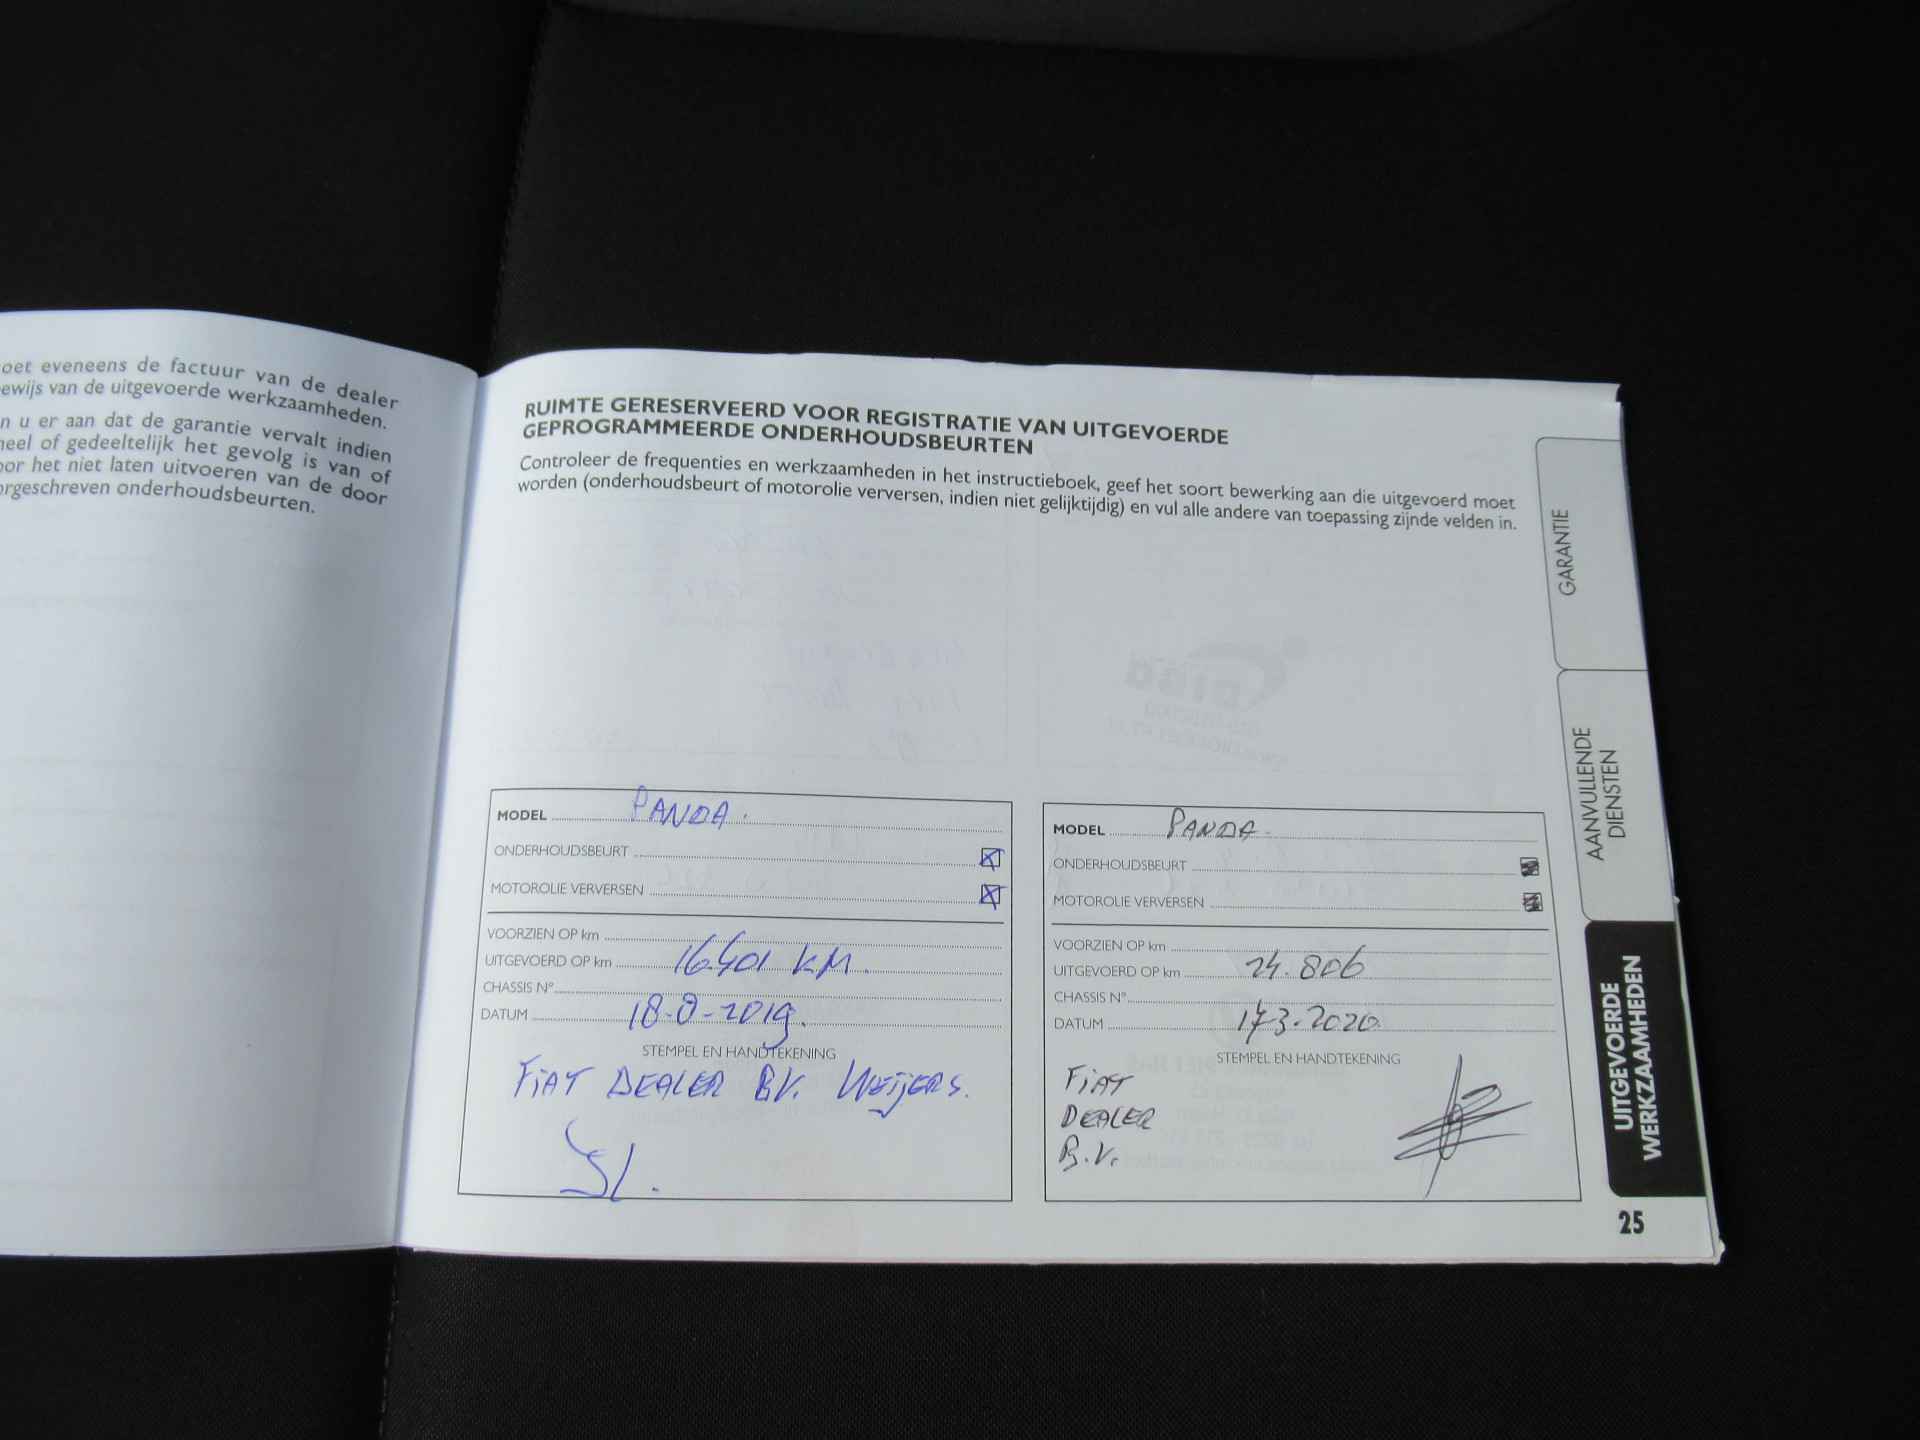 oet eveneens de factuur van de dealer
ewijs van de uitgevoerde werkzaamheden.
n u er aan dat de garantie vervalt indien
heel of gedeeltelijk het gevolg is van of
oor het niet laten uitvoeren van de door
orgeschreven onderhoudsbeurten.
RUIMTE GERESERVEERD VOOR REGISTRATIE VAN UITGEVOERDE
GEPROGRAMMEERDE ONDERHOUDSBEURTEN
Controleer de frequenties en werkzaamheden in het instructieboek, geef het soort bewerking aan die uitgevoerd moet
worden (onderhoudsbeurt of motorolie verversen, indien niet gelijktijdig) en vul alle andere van toepassing zijnde velden in.
MODEL PANDA.
ONDERHOUDSBEURT
MOTOROLIE VERVERSEN
VOORZIEN OP km
UITGEVOERD OP km 16401 KM.
CHASSIS N°
DATUM 18-8-2019.
STEMPEL EN HANDTEKENING
FiAT DEALER BV. WEIJERS.
MODEL PANDA.
ONDERHOUDSBEURT
MOTOROLIE VERVERSEN
VOORZIEN OP km
UITGEVOERD OP km 24.806
CHASSIS N°
DATUM 17-3-2020.
STEMPEL EN HANDTEKENING
FiAT
DEALER
B.V.
GARANTIE
AANVULLENDE
DIENSTEN
UITGEVOERDE
WERKZAAMHEDEN
25